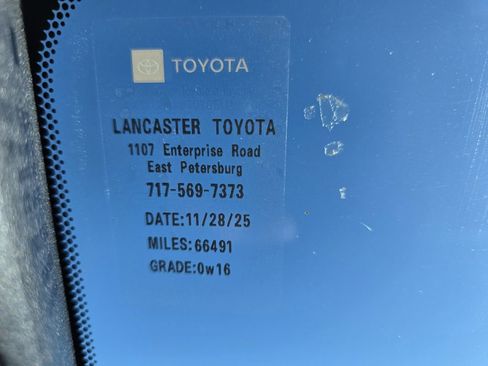 TOYOTA
LANCASTER TOYOTA
1107 Enterprise Road
East Petersburg
717-569-7373
DATE:11/28/25
MILES:66491
GRADE:0w16